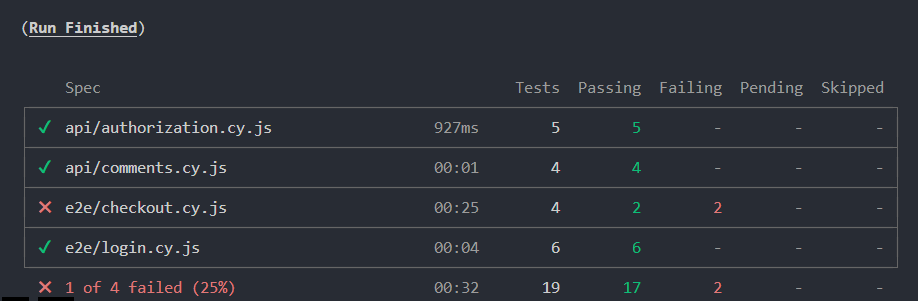 (Run Finished)
Spec Tests Passing Failing Pending Skipped
✓ api/authorization.cy.js 927ms 5 5 - - -
✓ api/comments.cy.js 00:01 4 4 - - -
✕ e2e/checkout.cy.js 00:25 4 2 2 - -
✓ e2e/login.cy.js 00:04 6 6 - - -
✕ 1 of 4 failed (25%) 00:32 19 17 2 - -